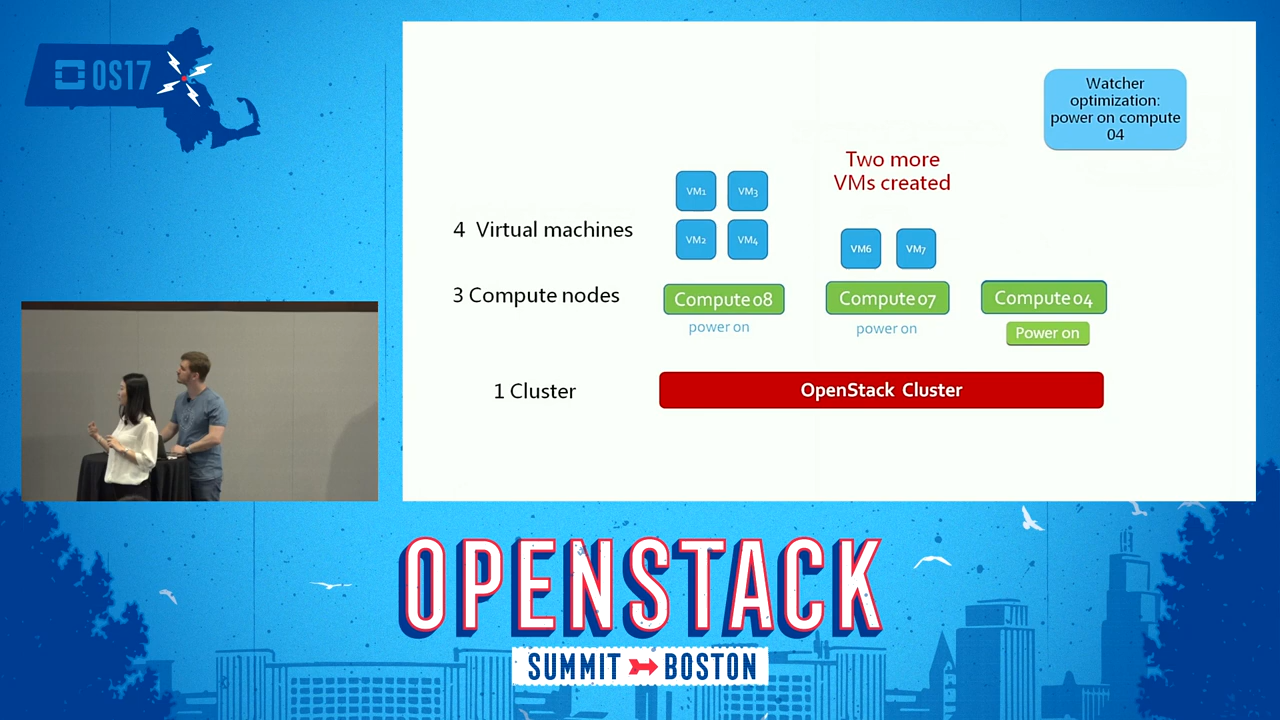 OS17
Watcher
optimization:
power on compute
04
Two more
VMs created
VM1
VM3
4 Virtual machines
VM2
VM4
VM6
VM7
3 Compute nodes
Compute08
Compute07
Compute04
power on
power on
Power on
1 Cluster
OpenStack Cluster
OPENSTACK
SUMMIT BOSTON